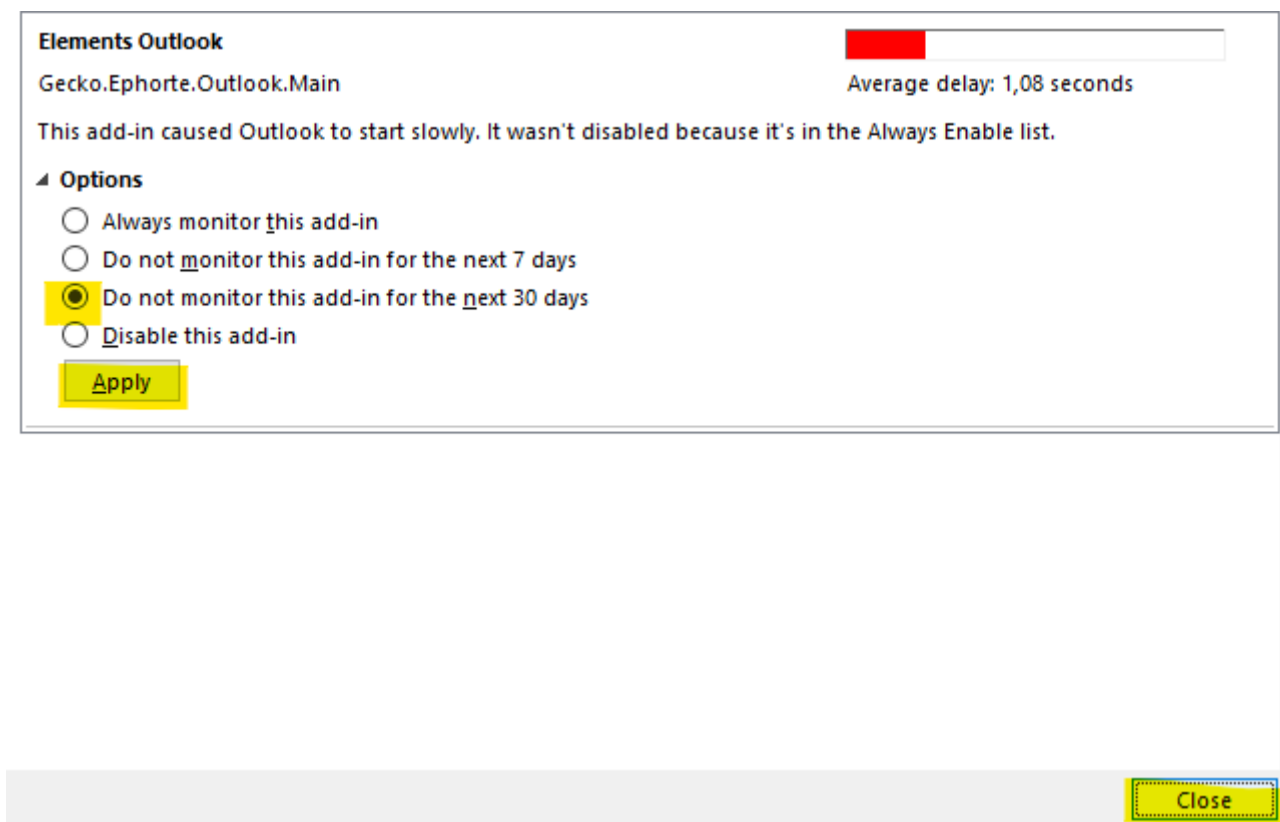 Elements Outlook
Gecko.Ephorte.Outlook.Main
Average delay: 1,08 seconds
This add-in caused Outlook to start slowly. It wasn't disabled because it's in the Always Enable list.
Options
Always monitor this add-in
Do not monitor this add-in for the next 7 days
Do not monitor this add-in for the next 30 days
Disable this add-in
Apply
Close